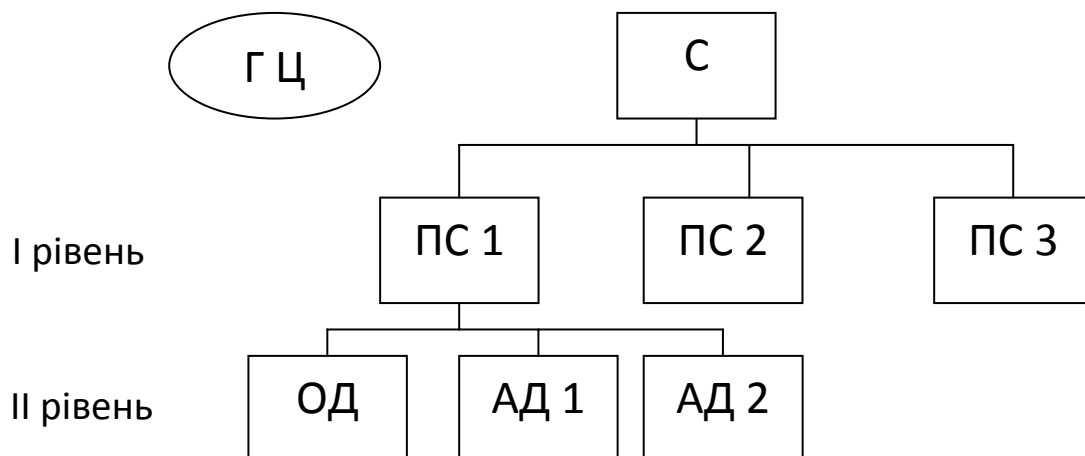 Г Ц
С
І рівень
ПС 1
ПС 2
ПС 3
ІІ рівень
ОД
АД 1
АД 2